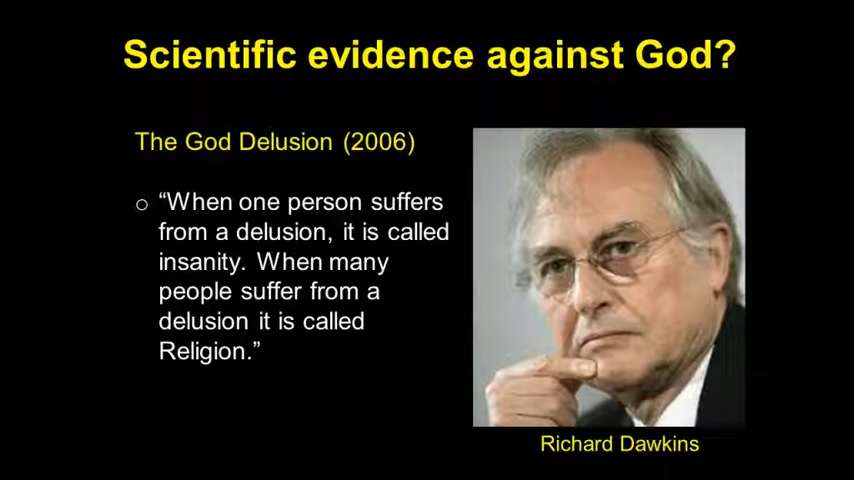 Scientific evidence against God?
The God Delusion (2006)
○ “When one person suffers
from a delusion, it is called
insanity. When many
people suffer from a
delusion it is called
Religion.”
Richard Dawkins